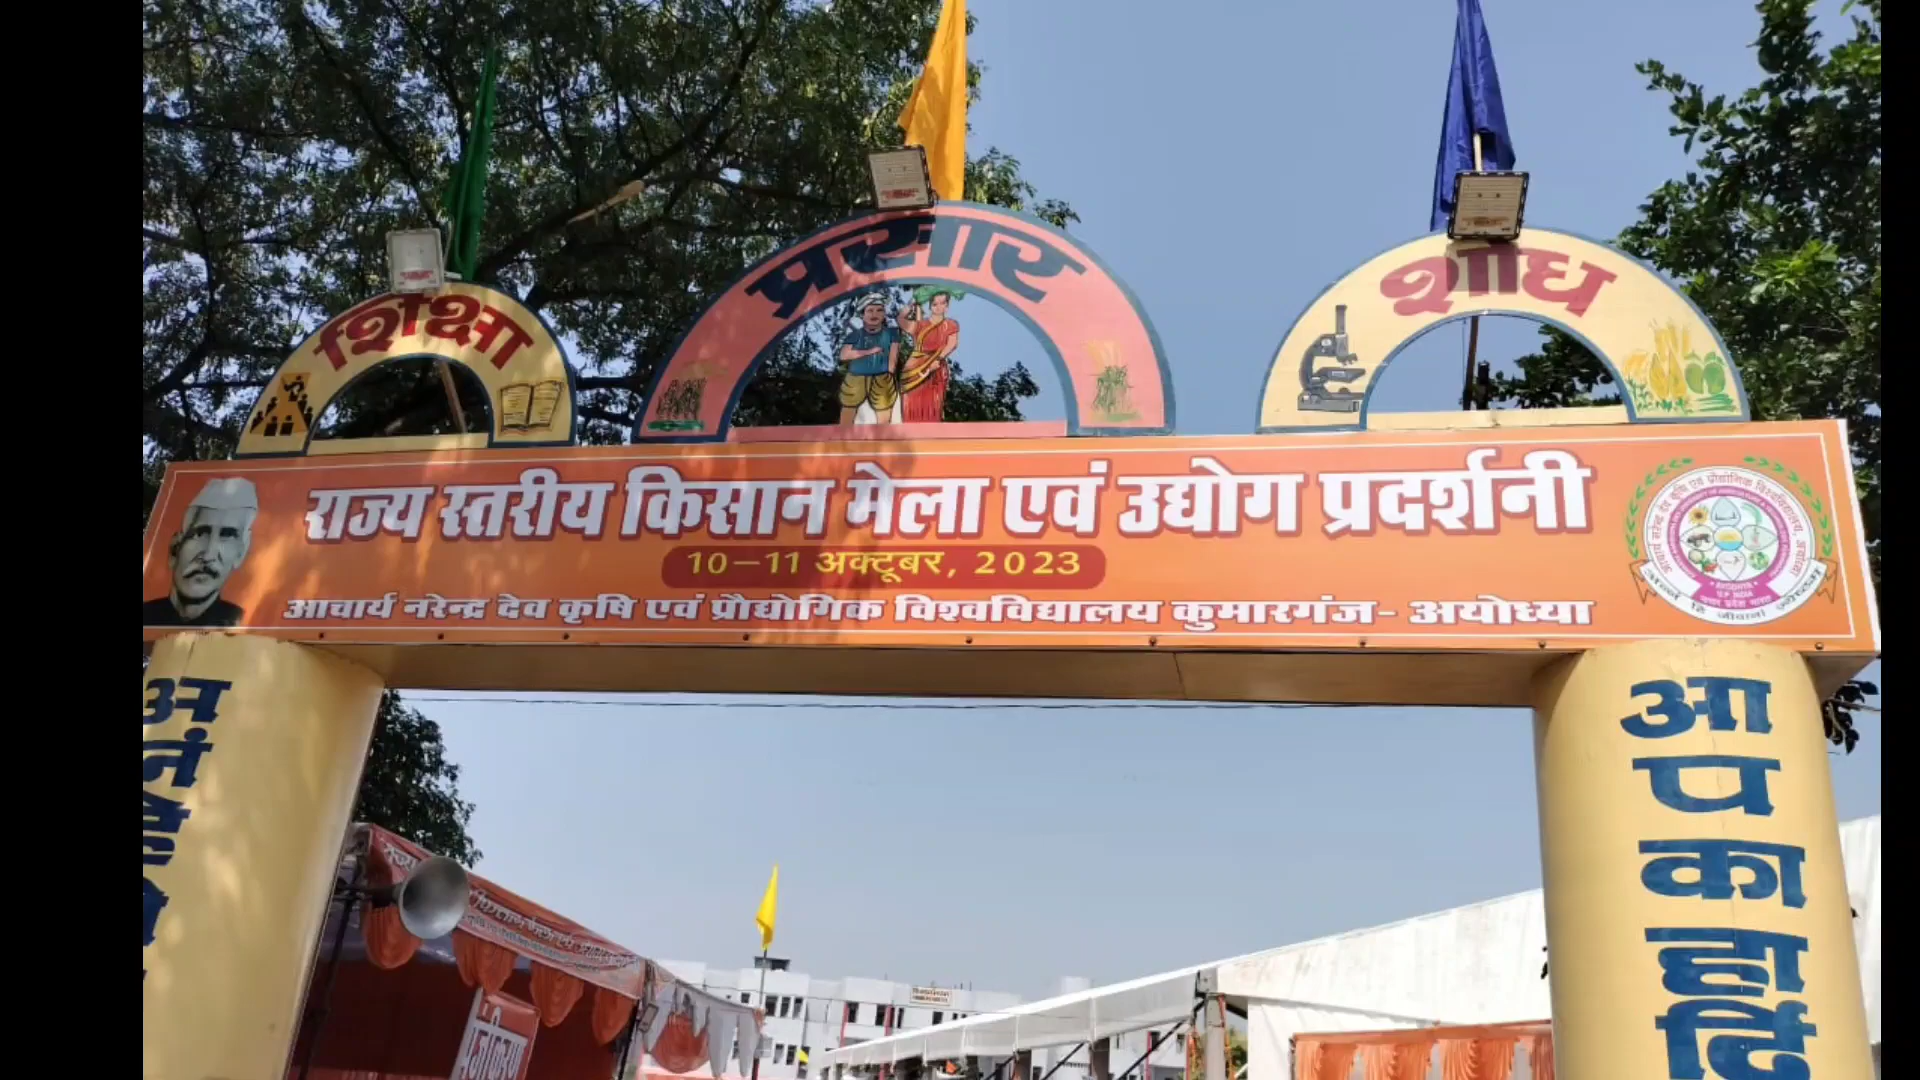 शिक्षा
प्रसार
शोध
राज्य स्तरीय किसान मेला एवं उद्योग प्रदर्शनी
10–11 अक्टूबर, 2023
आचार्य नरेन्द्र देव कृषि एवं प्रौद्योगिक विश्वविद्यालय कुमारगंज- अयोध्या
आ
प
का
हा
र्दि